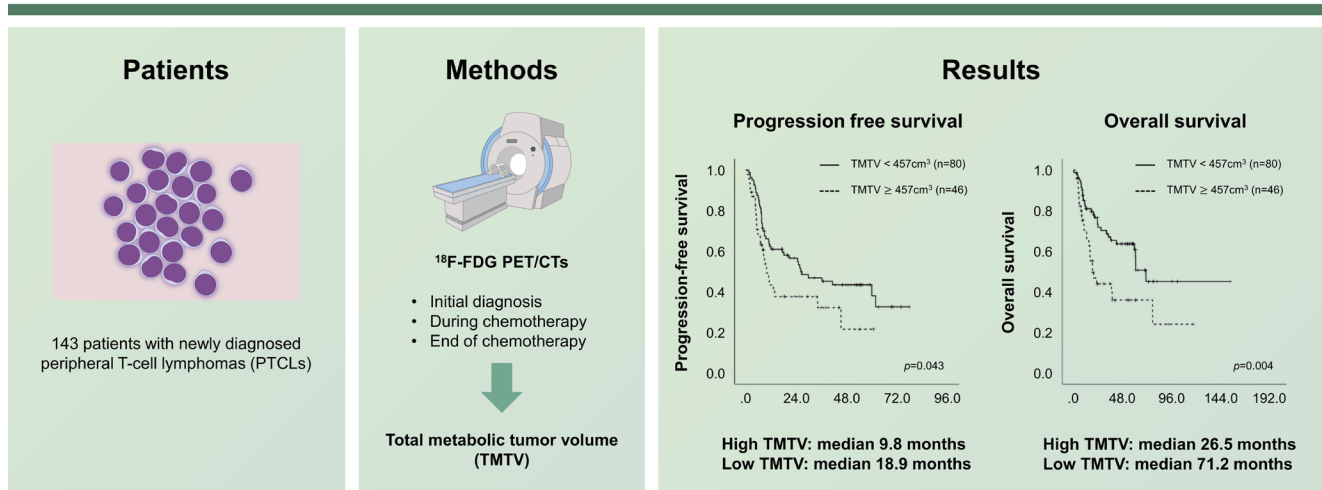 Patients
143 patients with newly diagnosed
peripheral T-cell lymphomas (PTCLs)
Methods
¹⁸F-FDG PET/CTs
• Initial diagnosis
• During chemotherapy
• End of chemotherapy
Total metabolic tumor volume
(TMTV)
Results
Progression free survival
Progression-free survival
1.0
0.8
0.6
0.4
0.2
0.0
TMTV < 457cm³ (n=80)
TMTV ≥ 457cm³ (n=46)
p=0.043
.0 24.0 48.0 72.0 96.0
High TMTV: median 9.8 months
Low TMTV: median 18.9 months
Overall survival
Overall survival
1.0
0.8
0.6
0.4
0.2
0.0
TMTV < 457cm³ (n=80)
TMTV ≥ 457cm³ (n=46)
p=0.004
.0 48.0 96.0 144.0 192.0
High TMTV: median 26.5 months
Low TMTV: median 71.2 months